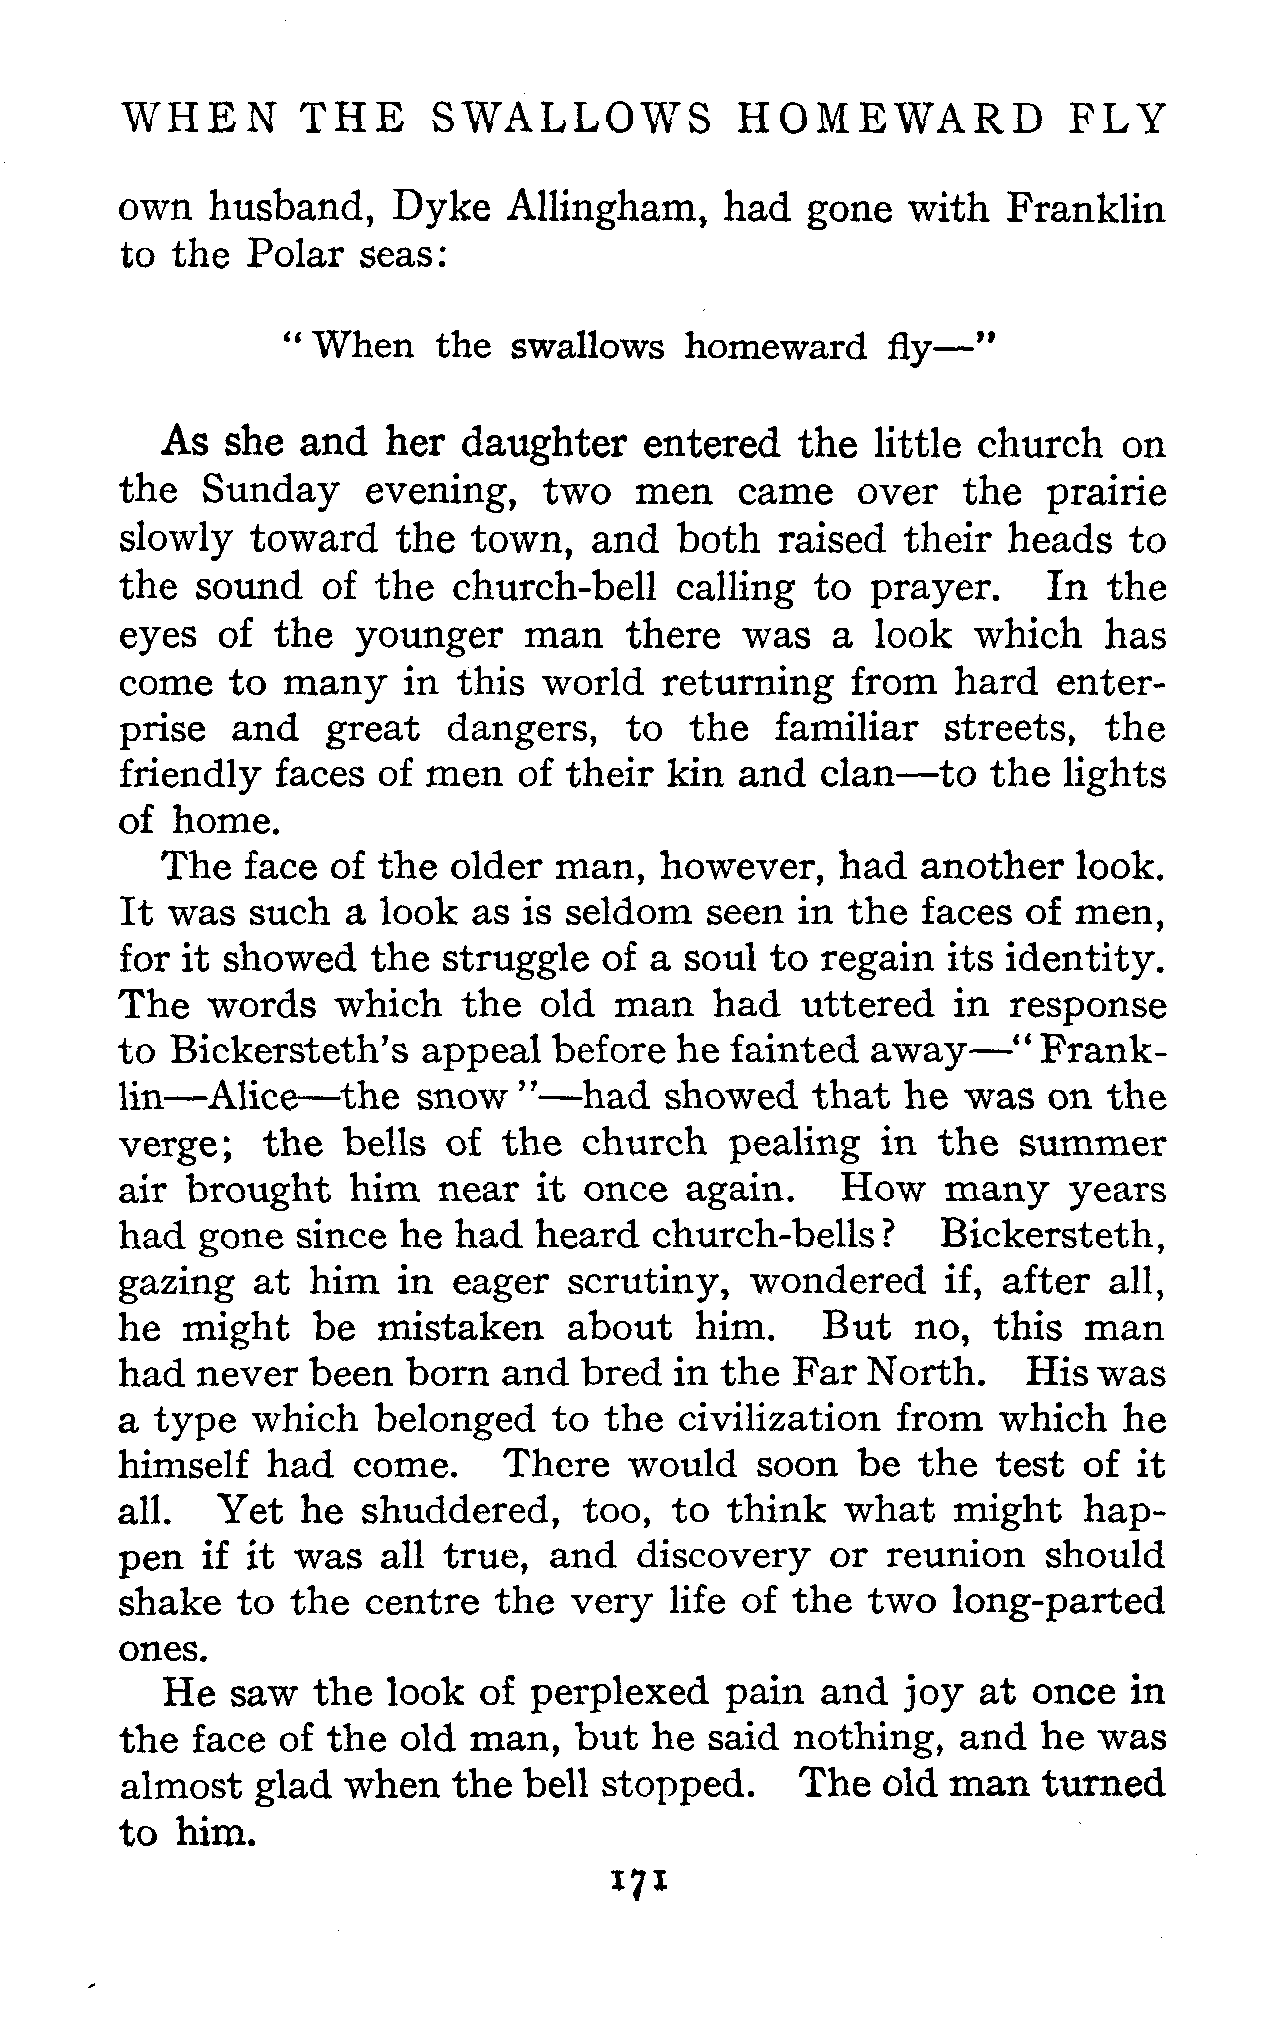 WHEN THE SWALLOWS HOMEWARD FLY
own husband, Dyke Allingham, had gone with Franklin
to the Polar seas:
“When the swallows homeward fly—”
As she and her daughter entered the little church on
the Sunday evening, two men came over the prairie
slowly toward the town, and both raised their heads to
the sound of the church-bell calling to prayer. In the
eyes of the younger man there was a look which has
come to many in this world returning from hard enter-
prise and great dangers, to the familiar streets, the
friendly faces of men of their kin and clan—to the lights
of home.
The face of the older man, however, had another look.
It was such a look as is seldom seen in the faces of men,
for it showed the struggle of a soul to regain its identity.
The words which the old man had uttered in response
to Bickersteth's appeal before he fainted away—“Frank-
lin—Alice—the snow”—had showed that he was on the
verge; the bells of the church pealing in the summer
air brought him near it once again. How many years
had gone since he had heard church-bells? Bickersteth,
gazing at him in eager scrutiny, wondered if, after all,
he might be mistaken about him. But no, this man
had never been born and bred in the Far North. His was
a type which belonged to the civilization from which he
himself had come. There would soon be the test of it
all. Yet he shuddered, too, to think what might hap-
pen if it was all true, and discovery or reunion should
shake to the centre the very life of the two long-parted
ones.
He saw the look of perplexed pain and joy at once in
the face of the old man, but he said nothing, and he was
almost glad when the bell stopped. The old man turned
to him.
171